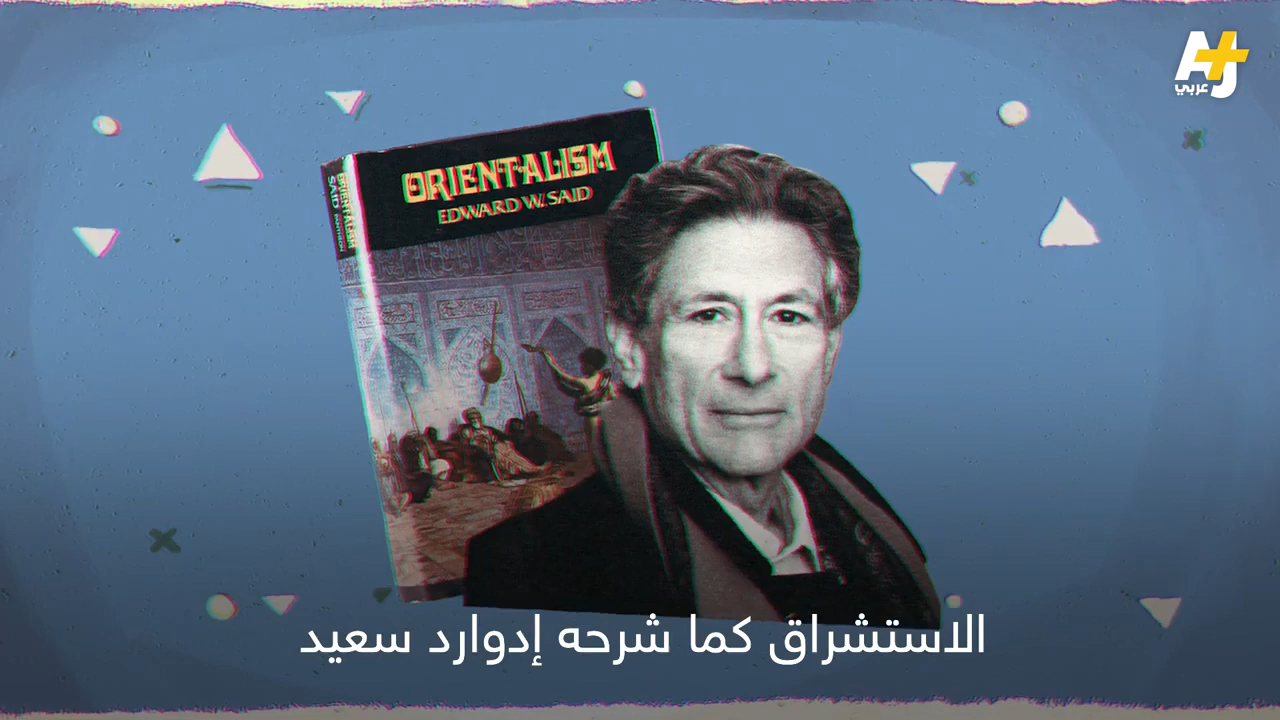 AJ+
عربي
ORIENTALISM
EDWARD W. SAID
ORIENTALISM
SAID
الاستشراق كما شرحه إدوارد سعيد